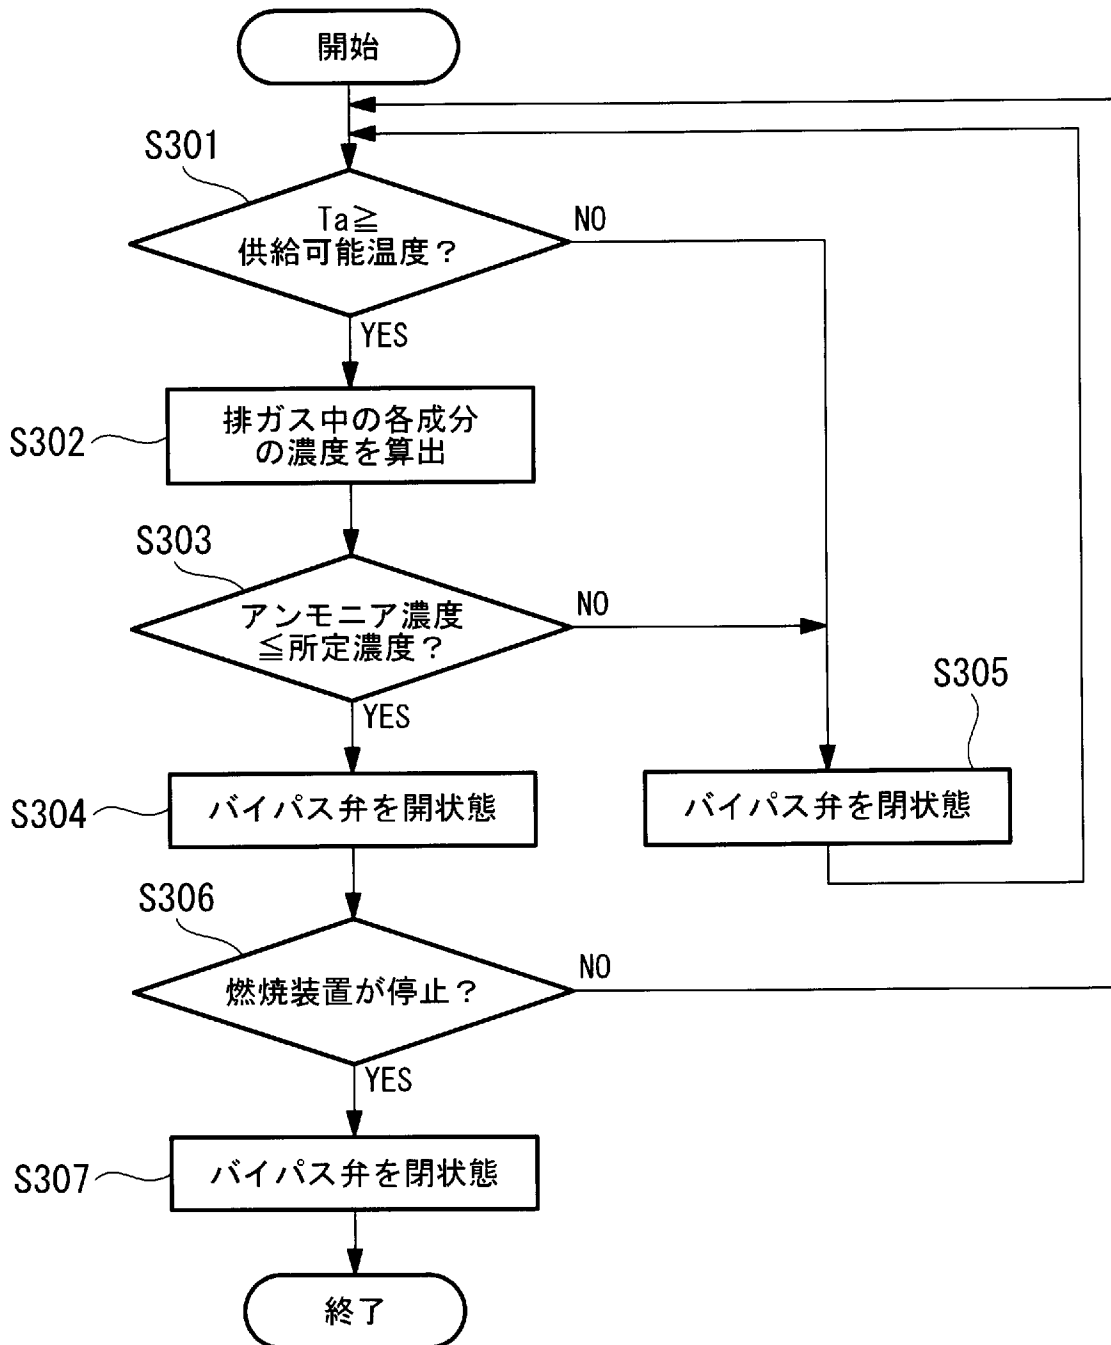 開始
S301
Ta≧
供給可能温度?
NO
YES
S302
排ガス中の各成分
の濃度を算出
S303
アンモニア濃度
≦所定濃度?
NO
YES
S305
S304
バイパス弁を開状態
バイパス弁を閉状態
S306
燃焼装置が停止?
NO
YES
S307
バイパス弁を閉状態
終了